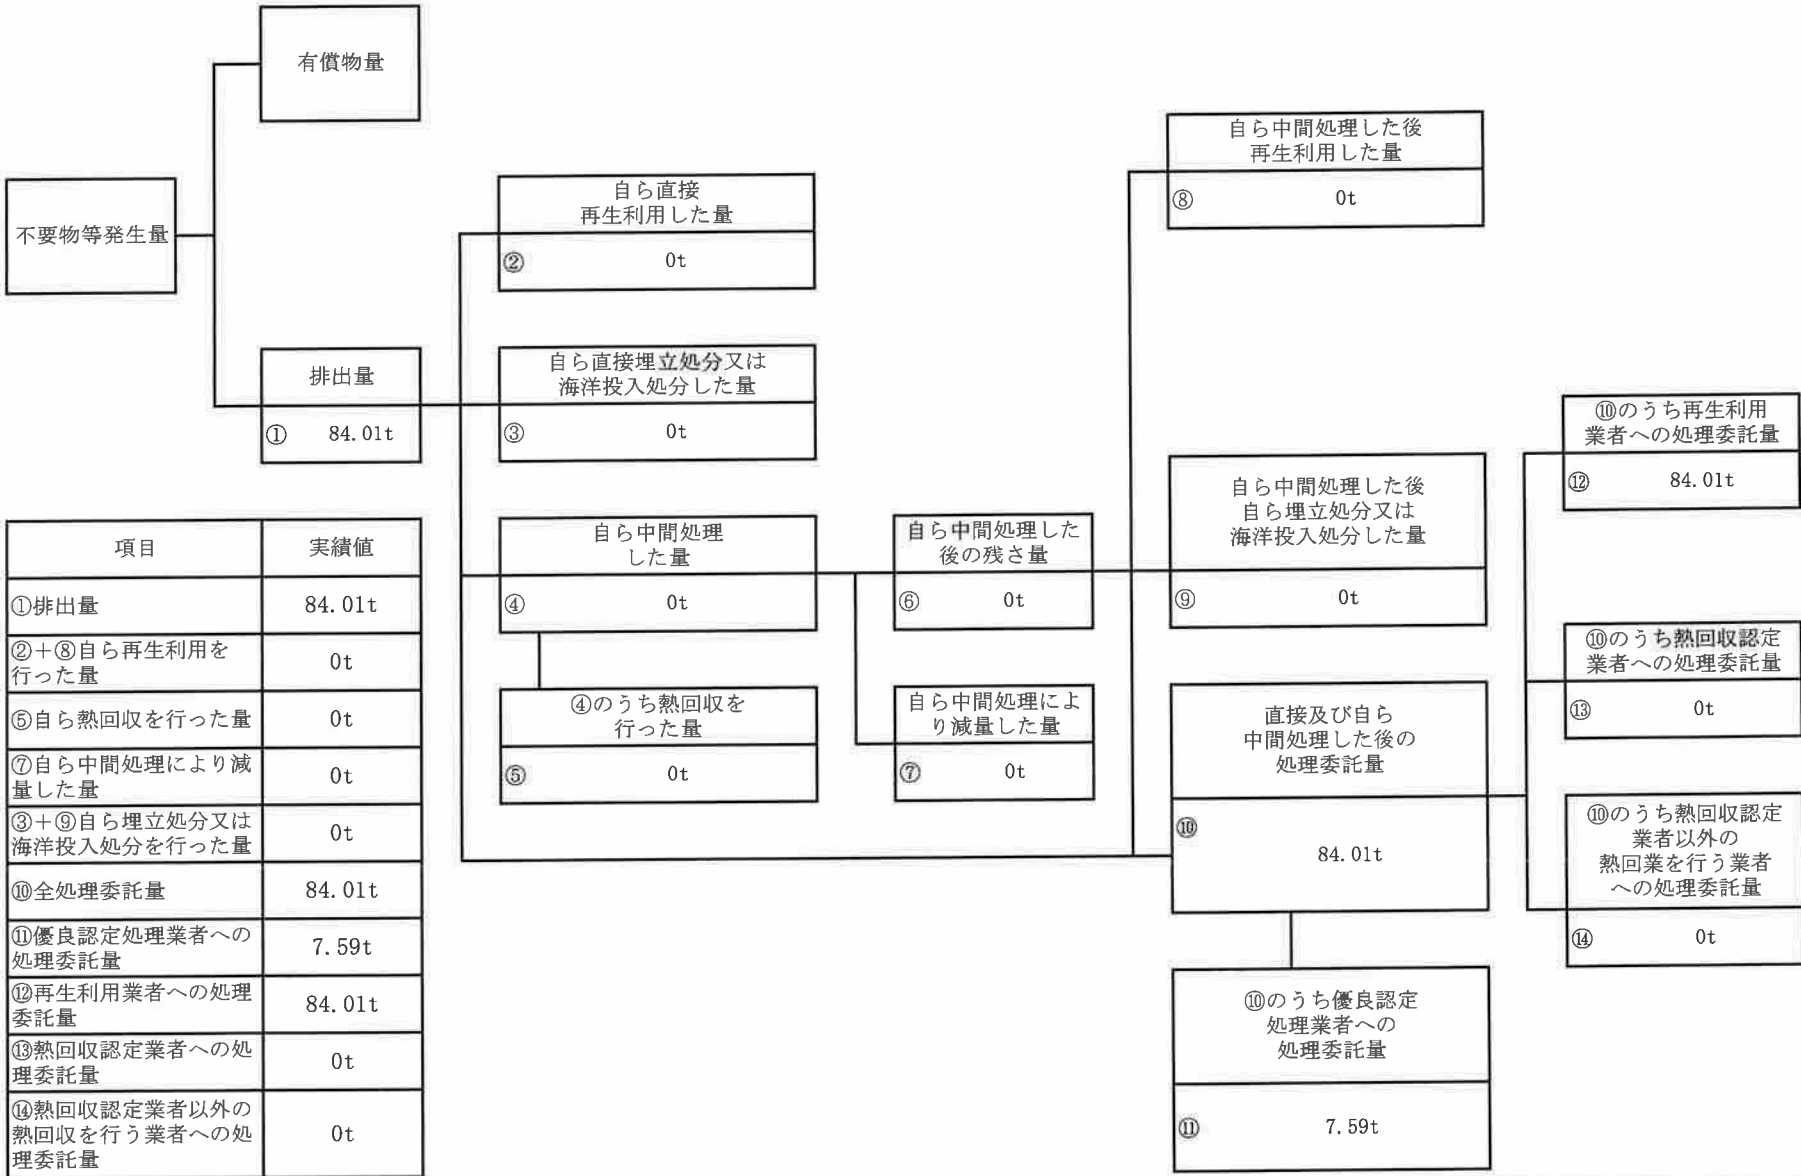 有償物量
不要物等発生量
排出量
① 84.01t
自ら直接
再生利用した量
② 0t
自ら直接埋立処分又は
海洋投入処分した量
③ 0t
自ら中間処理
した量
④ 0t
④のうち熱回収を
行った量
⑤ 0t
自ら中間処理した
後の残さ量
⑥ 0t
自ら中間処理によ
り減量した量
⑦ 0t
自ら中間処理した後
再生利用した量
⑧ 0t
自ら中間処理した後
自ら埋立処分又は
海洋投入処分した量
⑨ 0t
直接及び自ら
中間処理した後の
処理委託量
⑩
84.01t
⑩のうち優良認定
処理業者への
処理委託量
⑪ 7.59t
⑩のうち再生利用
業者への処理委託量
⑫ 84.01t
⑩のうち熱回収認定
業者への処理委託量
⑬ 0t
⑩のうち熱回収認定
業者以外の
熱回業を行う業者
への処理委託量
⑭ 0t
項目 実績値
①排出量 84.01t
②+⑧自ら再生利用を
行った量 0t
⑤自ら熱回収を行った量 0t
⑦自ら中間処理により減
量した量 0t
③+⑨自ら埋立処分又は
海洋投入処分を行った量 0t
⑩全処理委託量 84.01t
⑪優良認定処理業者への
処理委託量 7.59t
⑫再生利用業者への処理
委託量 84.01t
⑬熱回収認定業者への処
理委託量 0t
⑭熱回収認定業者以外の
熱回収を行う業者への処
理委託量 0t